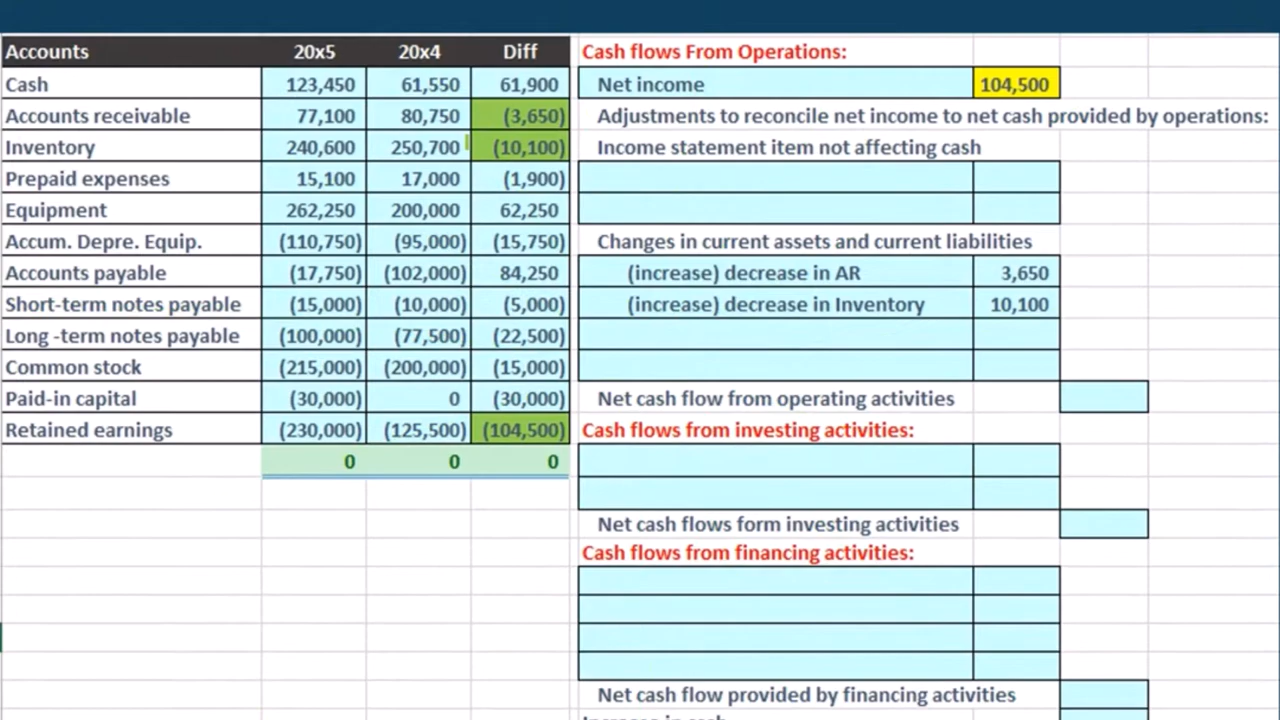 Accounts 20x5 20x4 Diff
Cash 123,450 61,550 61,900
Accounts receivable 77,100 80,750 (3,650)
Inventory 240,600 250,700 (10,100)
Prepaid expenses 15,100 17,000 (1,900)
Equipment 262,250 200,000 62,250
Accum. Depre. Equip. (110,750) (95,000) (15,750)
Accounts payable (17,750) (102,000) 84,250
Short-term notes payable (15,000) (10,000) (5,000)
Long -term notes payable (100,000) (77,500) (22,500)
Common stock (215,000) (200,000) (15,000)
Paid-in capital (30,000) 0 (30,000)
Retained earnings (230,000) (125,500) (104,500)
0 0 0
Cash flows From Operations:
Net income 104,500
Adjustments to reconcile net income to net cash provided by operations:
Income statement item not affecting cash
Changes in current assets and current liabilities
(increase) decrease in AR 3,650
(increase) decrease in Inventory 10,100
Net cash flow from operating activities
Cash flows from investing activities:
Net cash flows form investing activities
Cash flows from financing activities:
Net cash flow provided by financing activities
Increase in cash